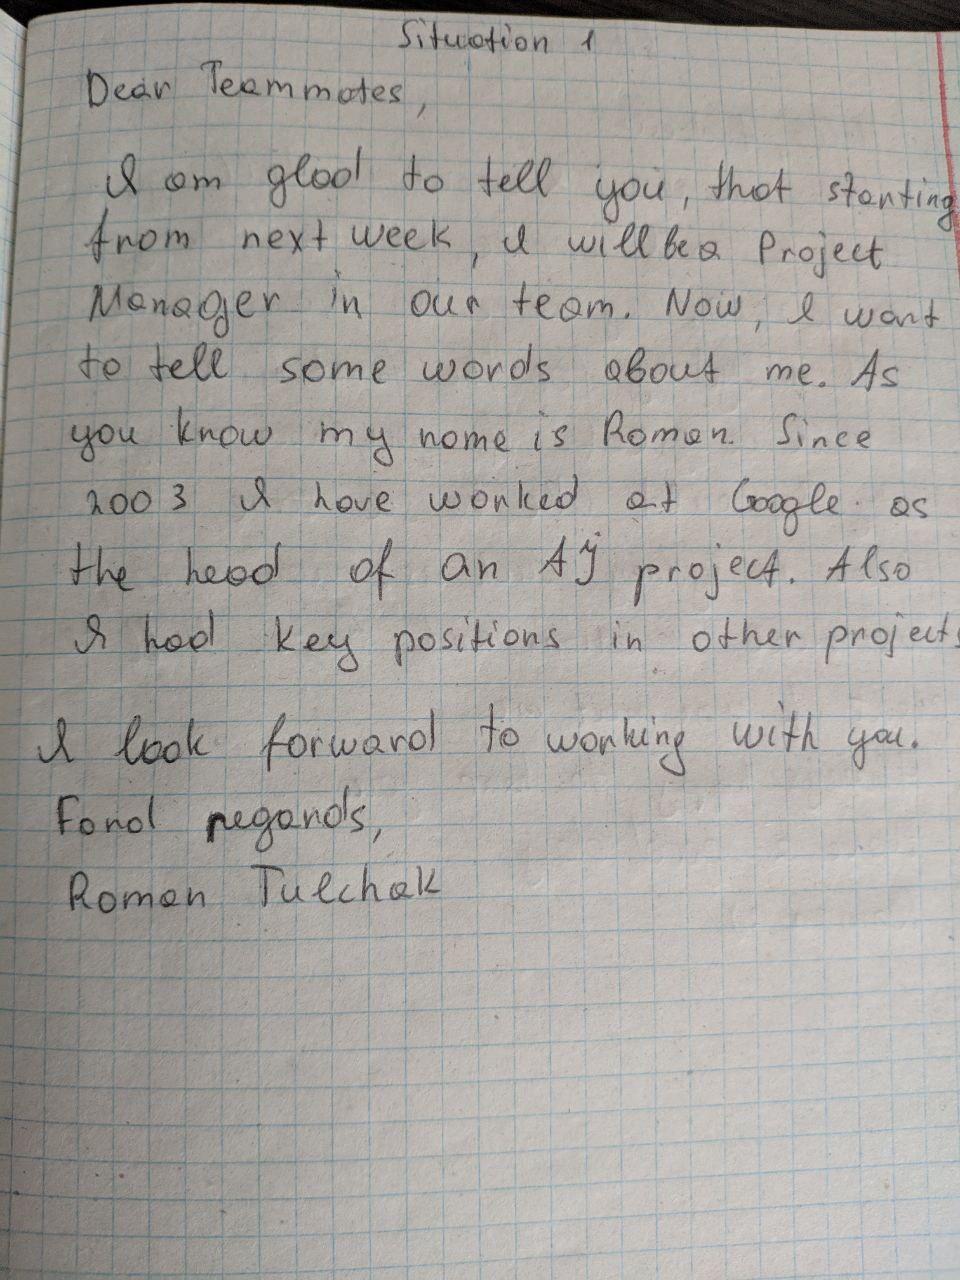 Situation 1
Dear Teammates,
I am glad to tell you, that starting
from next week, I will be a Project
Manager in our team. Now, I want
to tell some words about me. As
you know my name is Roman. Since
2003 I have worked at Google as
the head of an AI project. Also
I had key positions in other projects
I look forward to working with you.
Fond regards,
Roman Tulchak